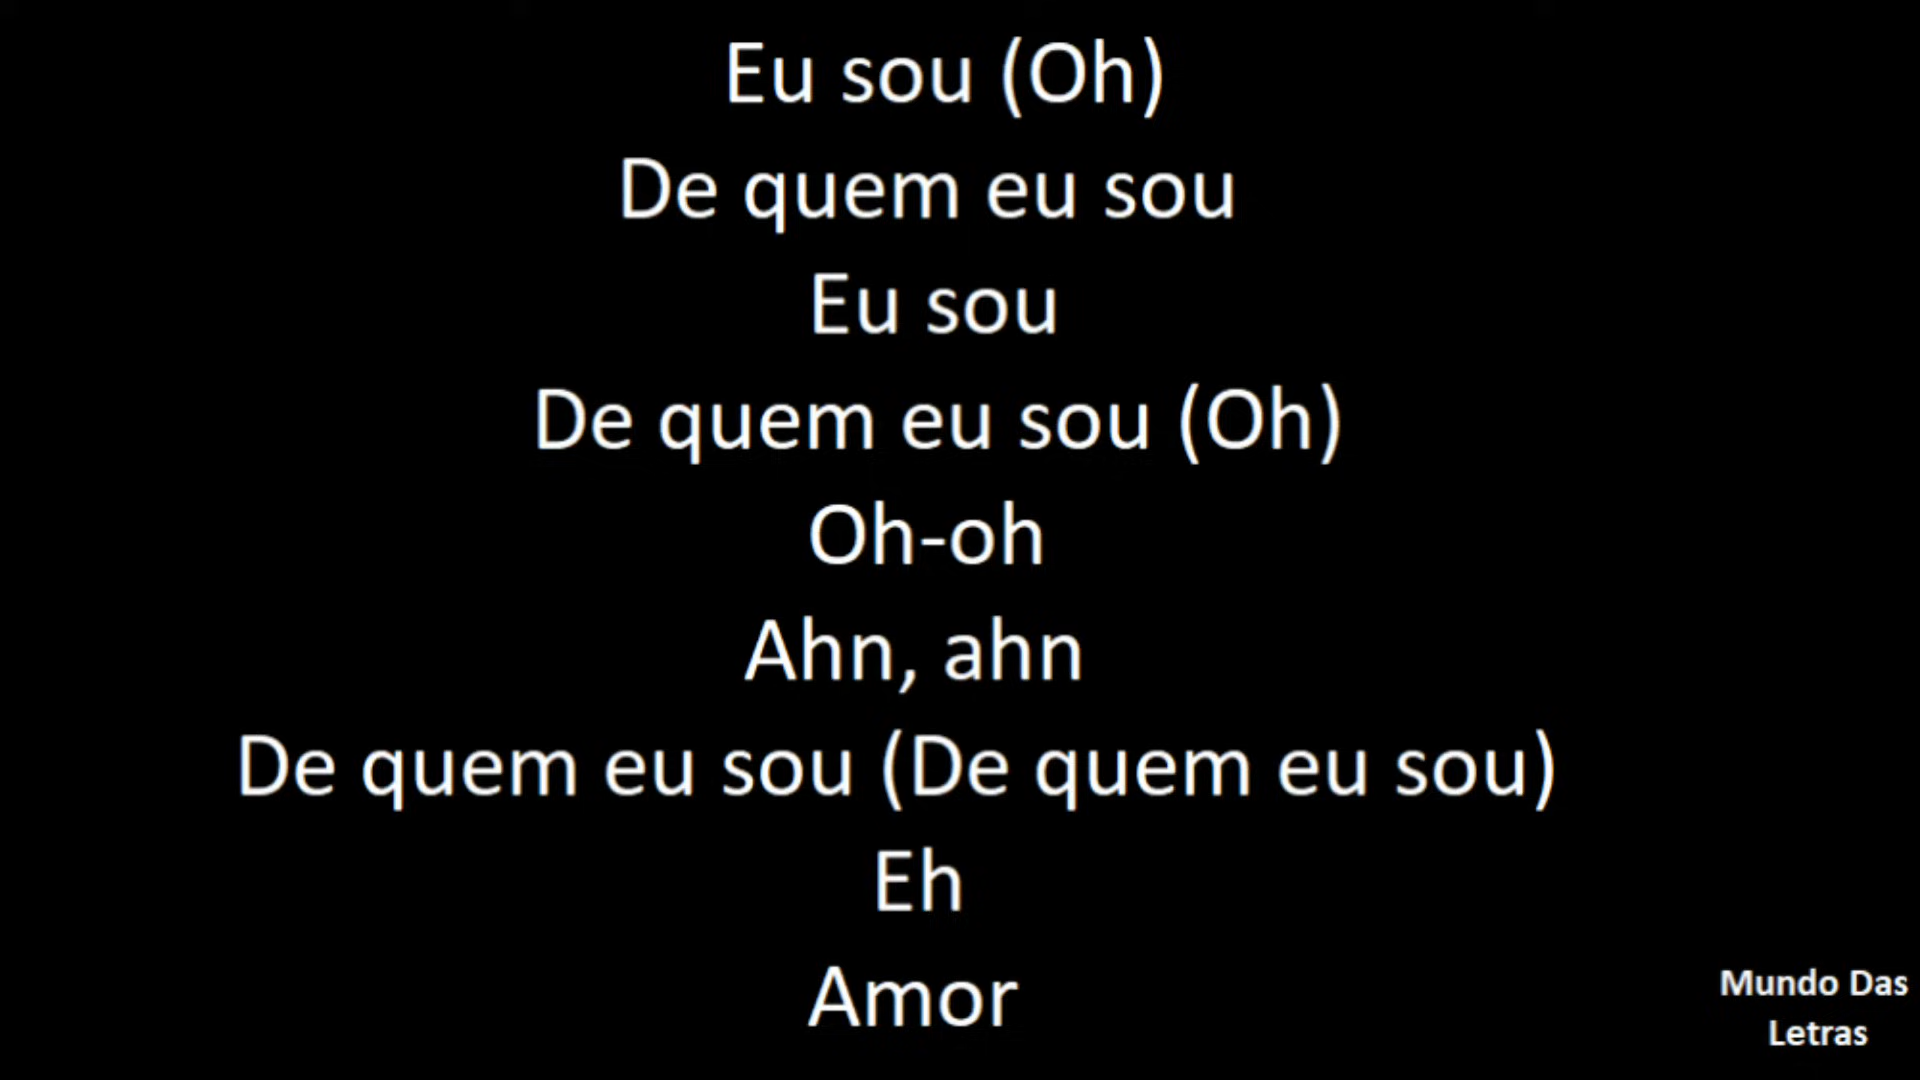 Eu sou (Oh)
De quem eu sou
Eu sou
De quem eu sou (Oh)
Oh-oh
Ahn, ahn
De quem eu sou (De quem eu sou)
Eh
Amor
Mundo Das
Letras